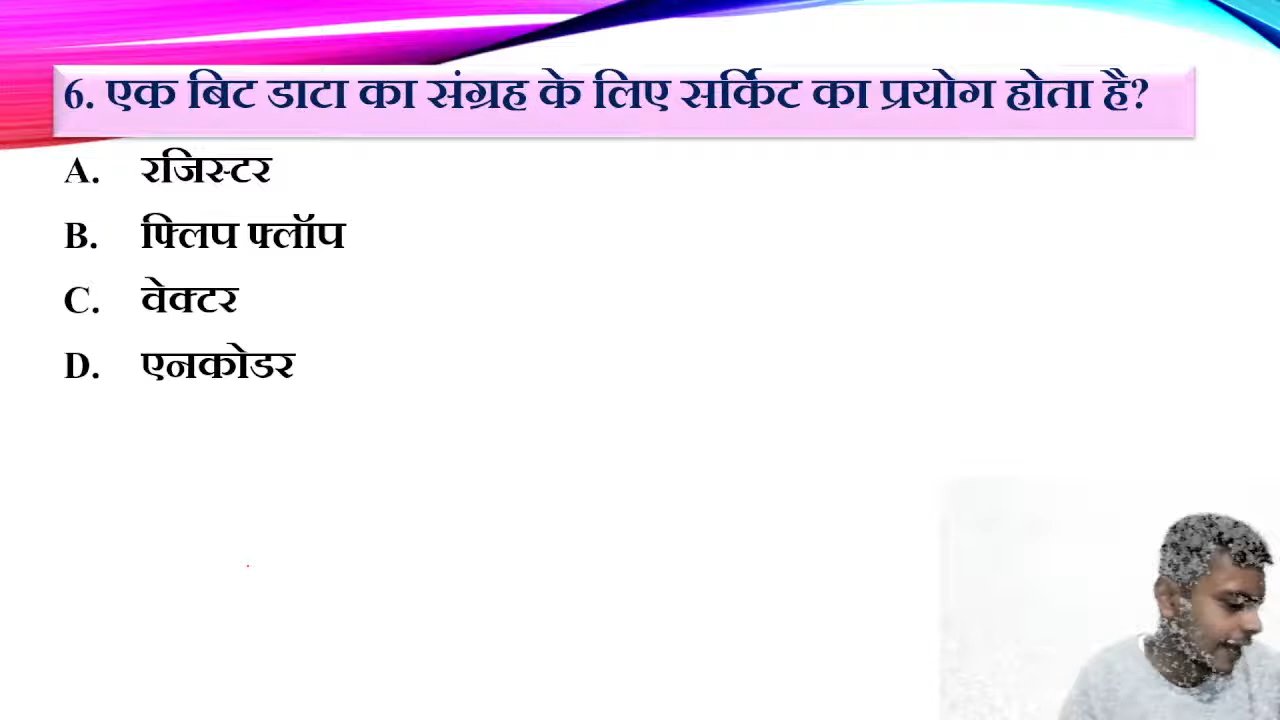 6. एक बिट डाटा का संग्रह के लिए सर्किट का प्रयोग होता है?
A. रजिस्टर
B. फ्लिप फ्लॉप
C. वेक्टर
D. एनकोडर